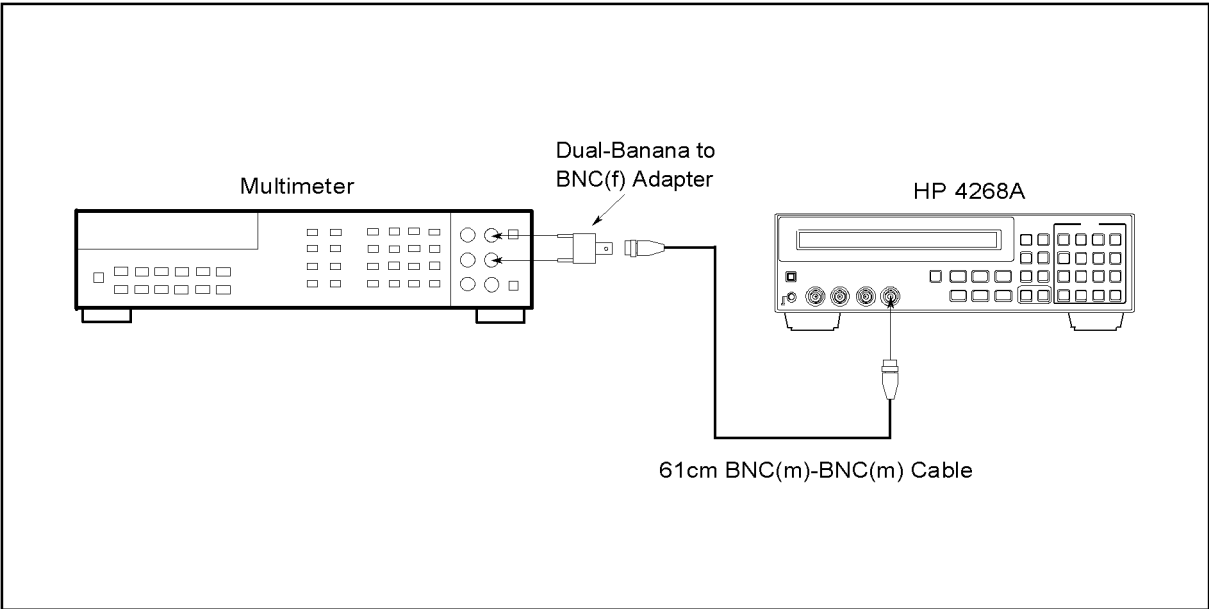 Dual-Banana to
BNC(f) Adapter
Multimeter
HP 4268A
61cm BNC(m)-BNC(m) Cable